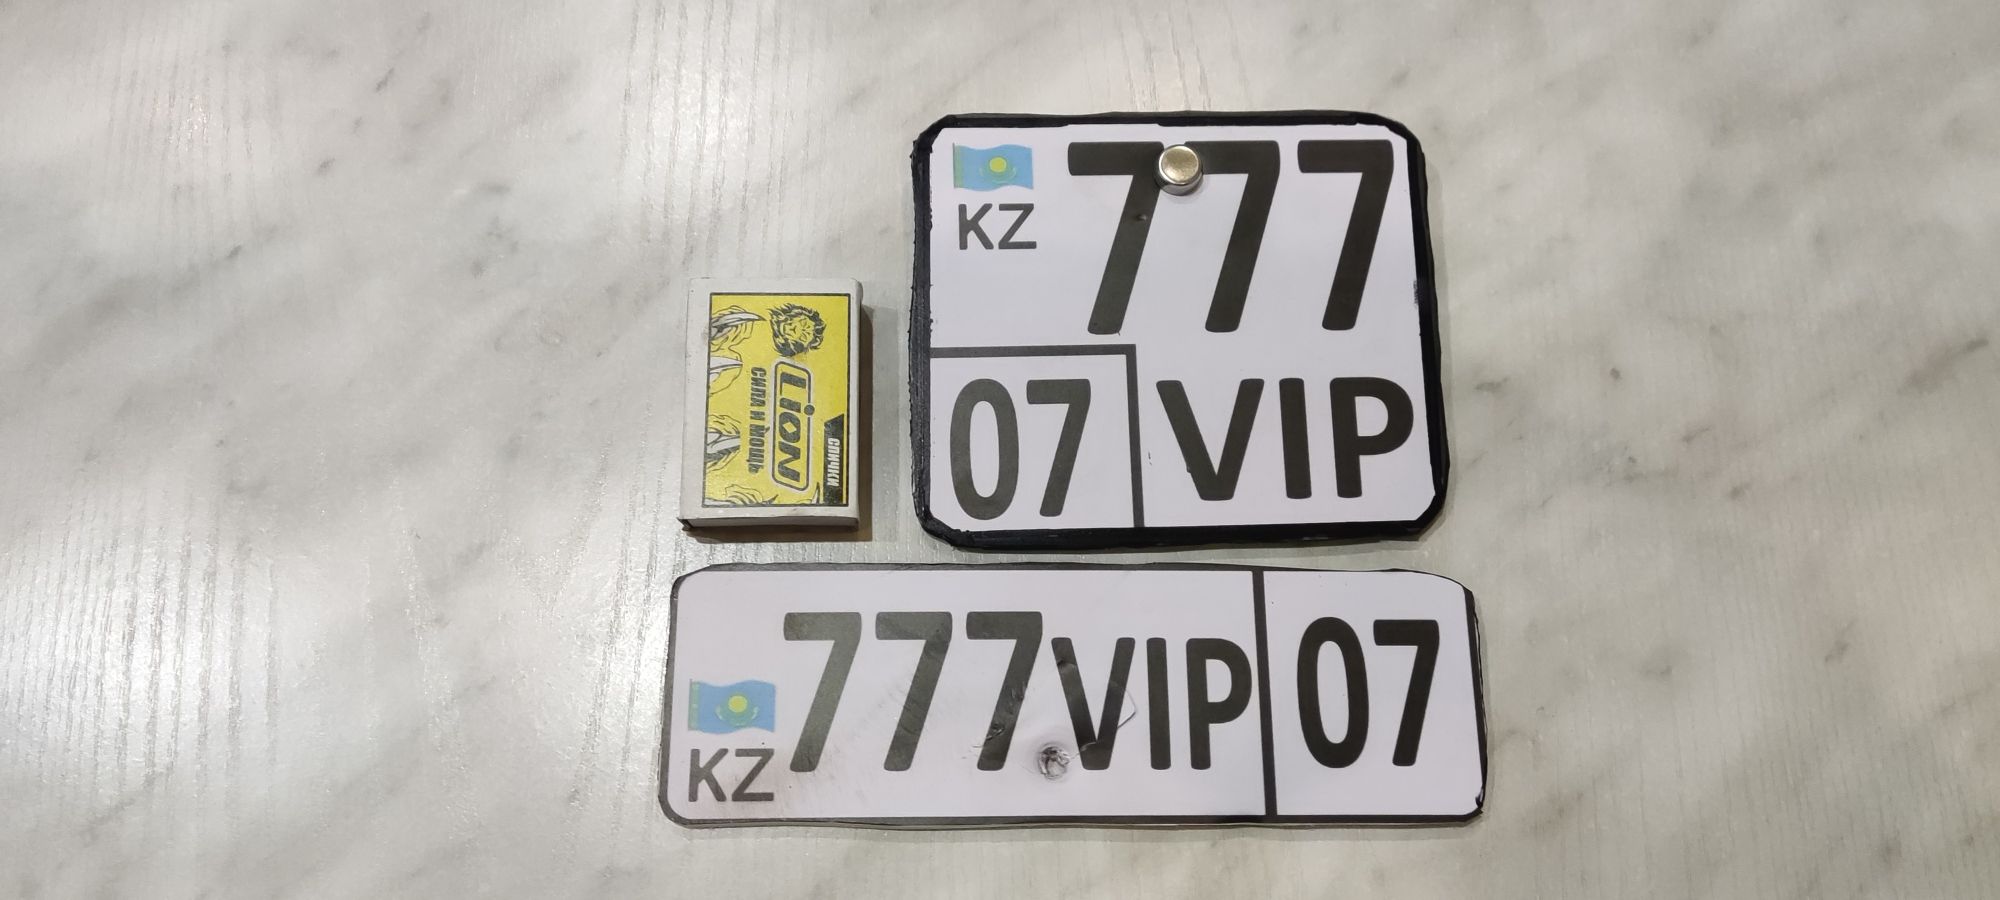 777
KZ
07 VIP
СПИЧКИ
LiON
СИЛА И МОЩЬ
777VIP 07
KZ